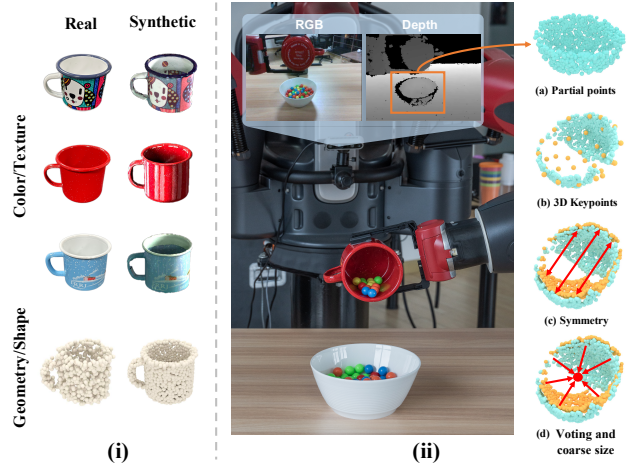 Real Synthetic
Color/Texture
Geometry/Shape
(i)
RGB Depth
(ii)
(a) Partial points
(b) 3D Keypoints
(c) Symmetry
(d) Voting and
coarse size